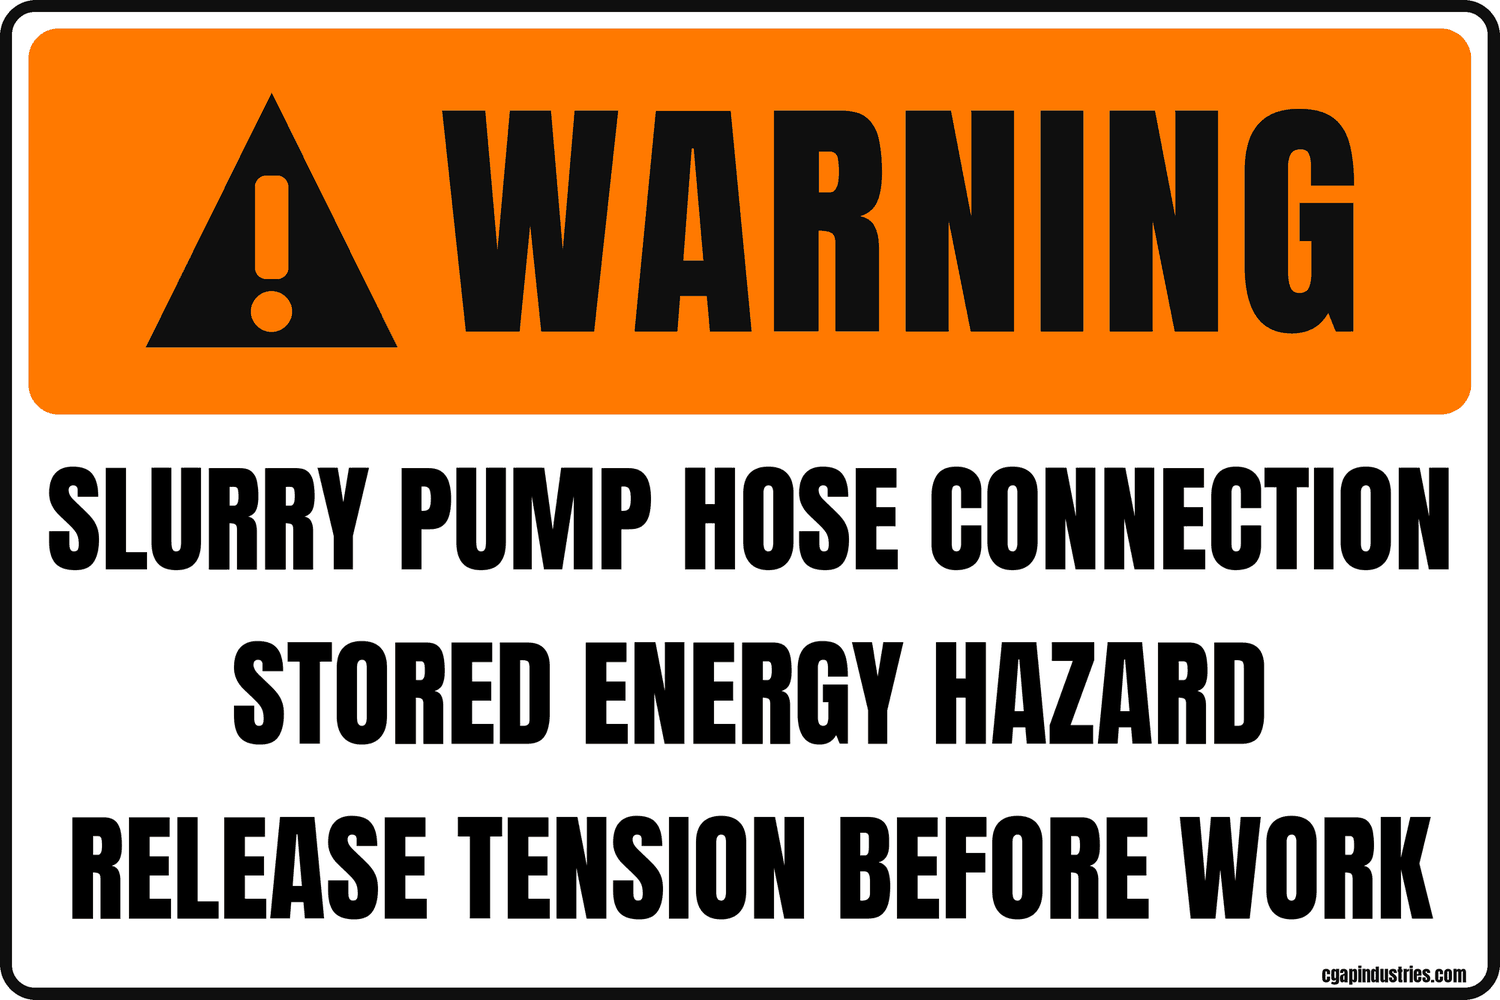 WARNING
SLURRY PUMP HOSE CONNECTION
STORED ENERGY HAZARD
RELEASE TENSION BEFORE WORK
cgapindustries.com